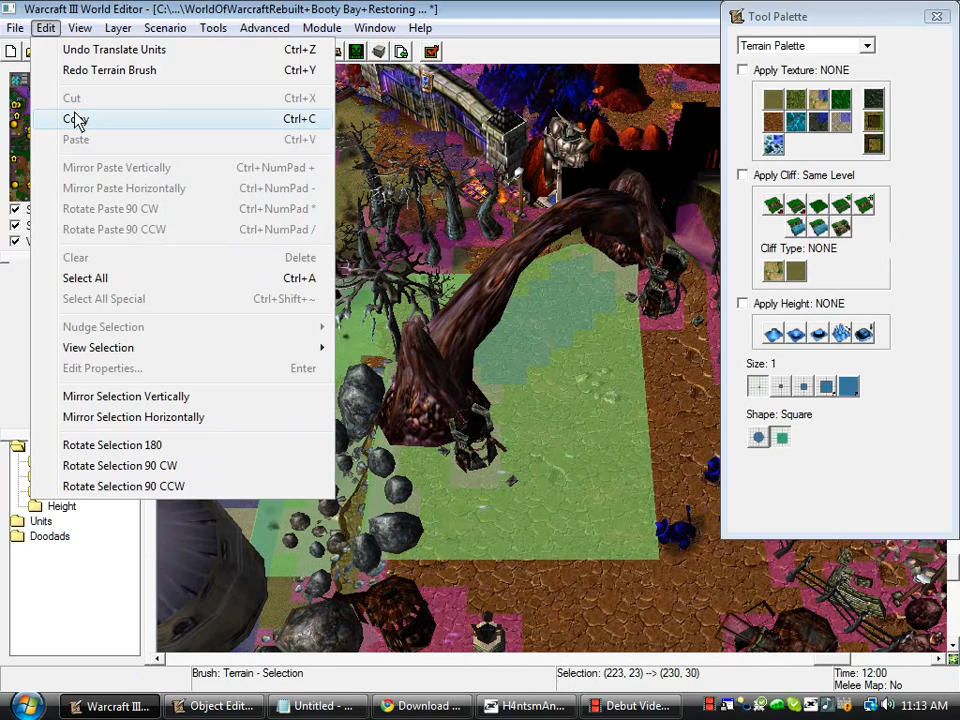 Warcraft III World Editor - [C:\...\WorldOfWarcraftRebuilt + Booty Bay+ Restoring ...*]
File Edit View Layer Scenario Tools Advanced Module Window Help
Undo Translate Units Ctrl+Z
Redo Terrain Brush Ctrl+Y
Cut Ctrl+X
Copy Ctrl+C
Paste Ctrl+V
Mirror Paste Vertically Ctrl+NumPad +
Mirror Paste Horizontally Ctrl+NumPad -
Rotate Paste 90 CW Ctrl+NumPad *
Rotate Paste 90 CCW Ctrl+NumPad /
Clear Delete
Select All Ctrl+A
Select All Special Ctrl+Shift+~
Nudge Selection
View Selection
Edit Properties... Enter
Mirror Selection Vertically
Mirror Selection Horizontally
Rotate Selection 180
Rotate Selection 90 CW
Rotate Selection 90 CCW
Height
Units
Doodads
Tool Palette
Terrain Palette
Apply Texture: NONE
Apply Cliff: Same Level
Cliff Type: NONE
Apply Height: NONE
Size: 1
Shape: Square
Brush: Terrain - Selection
Selection: (223, 23) --> (230, 30)
Time: 12:00
Melee Map: No
Warcraft III...
Object Edit...
Untitled - ...
Download ...
H4ntsmAn...
Debut Vide...
11:13 AM